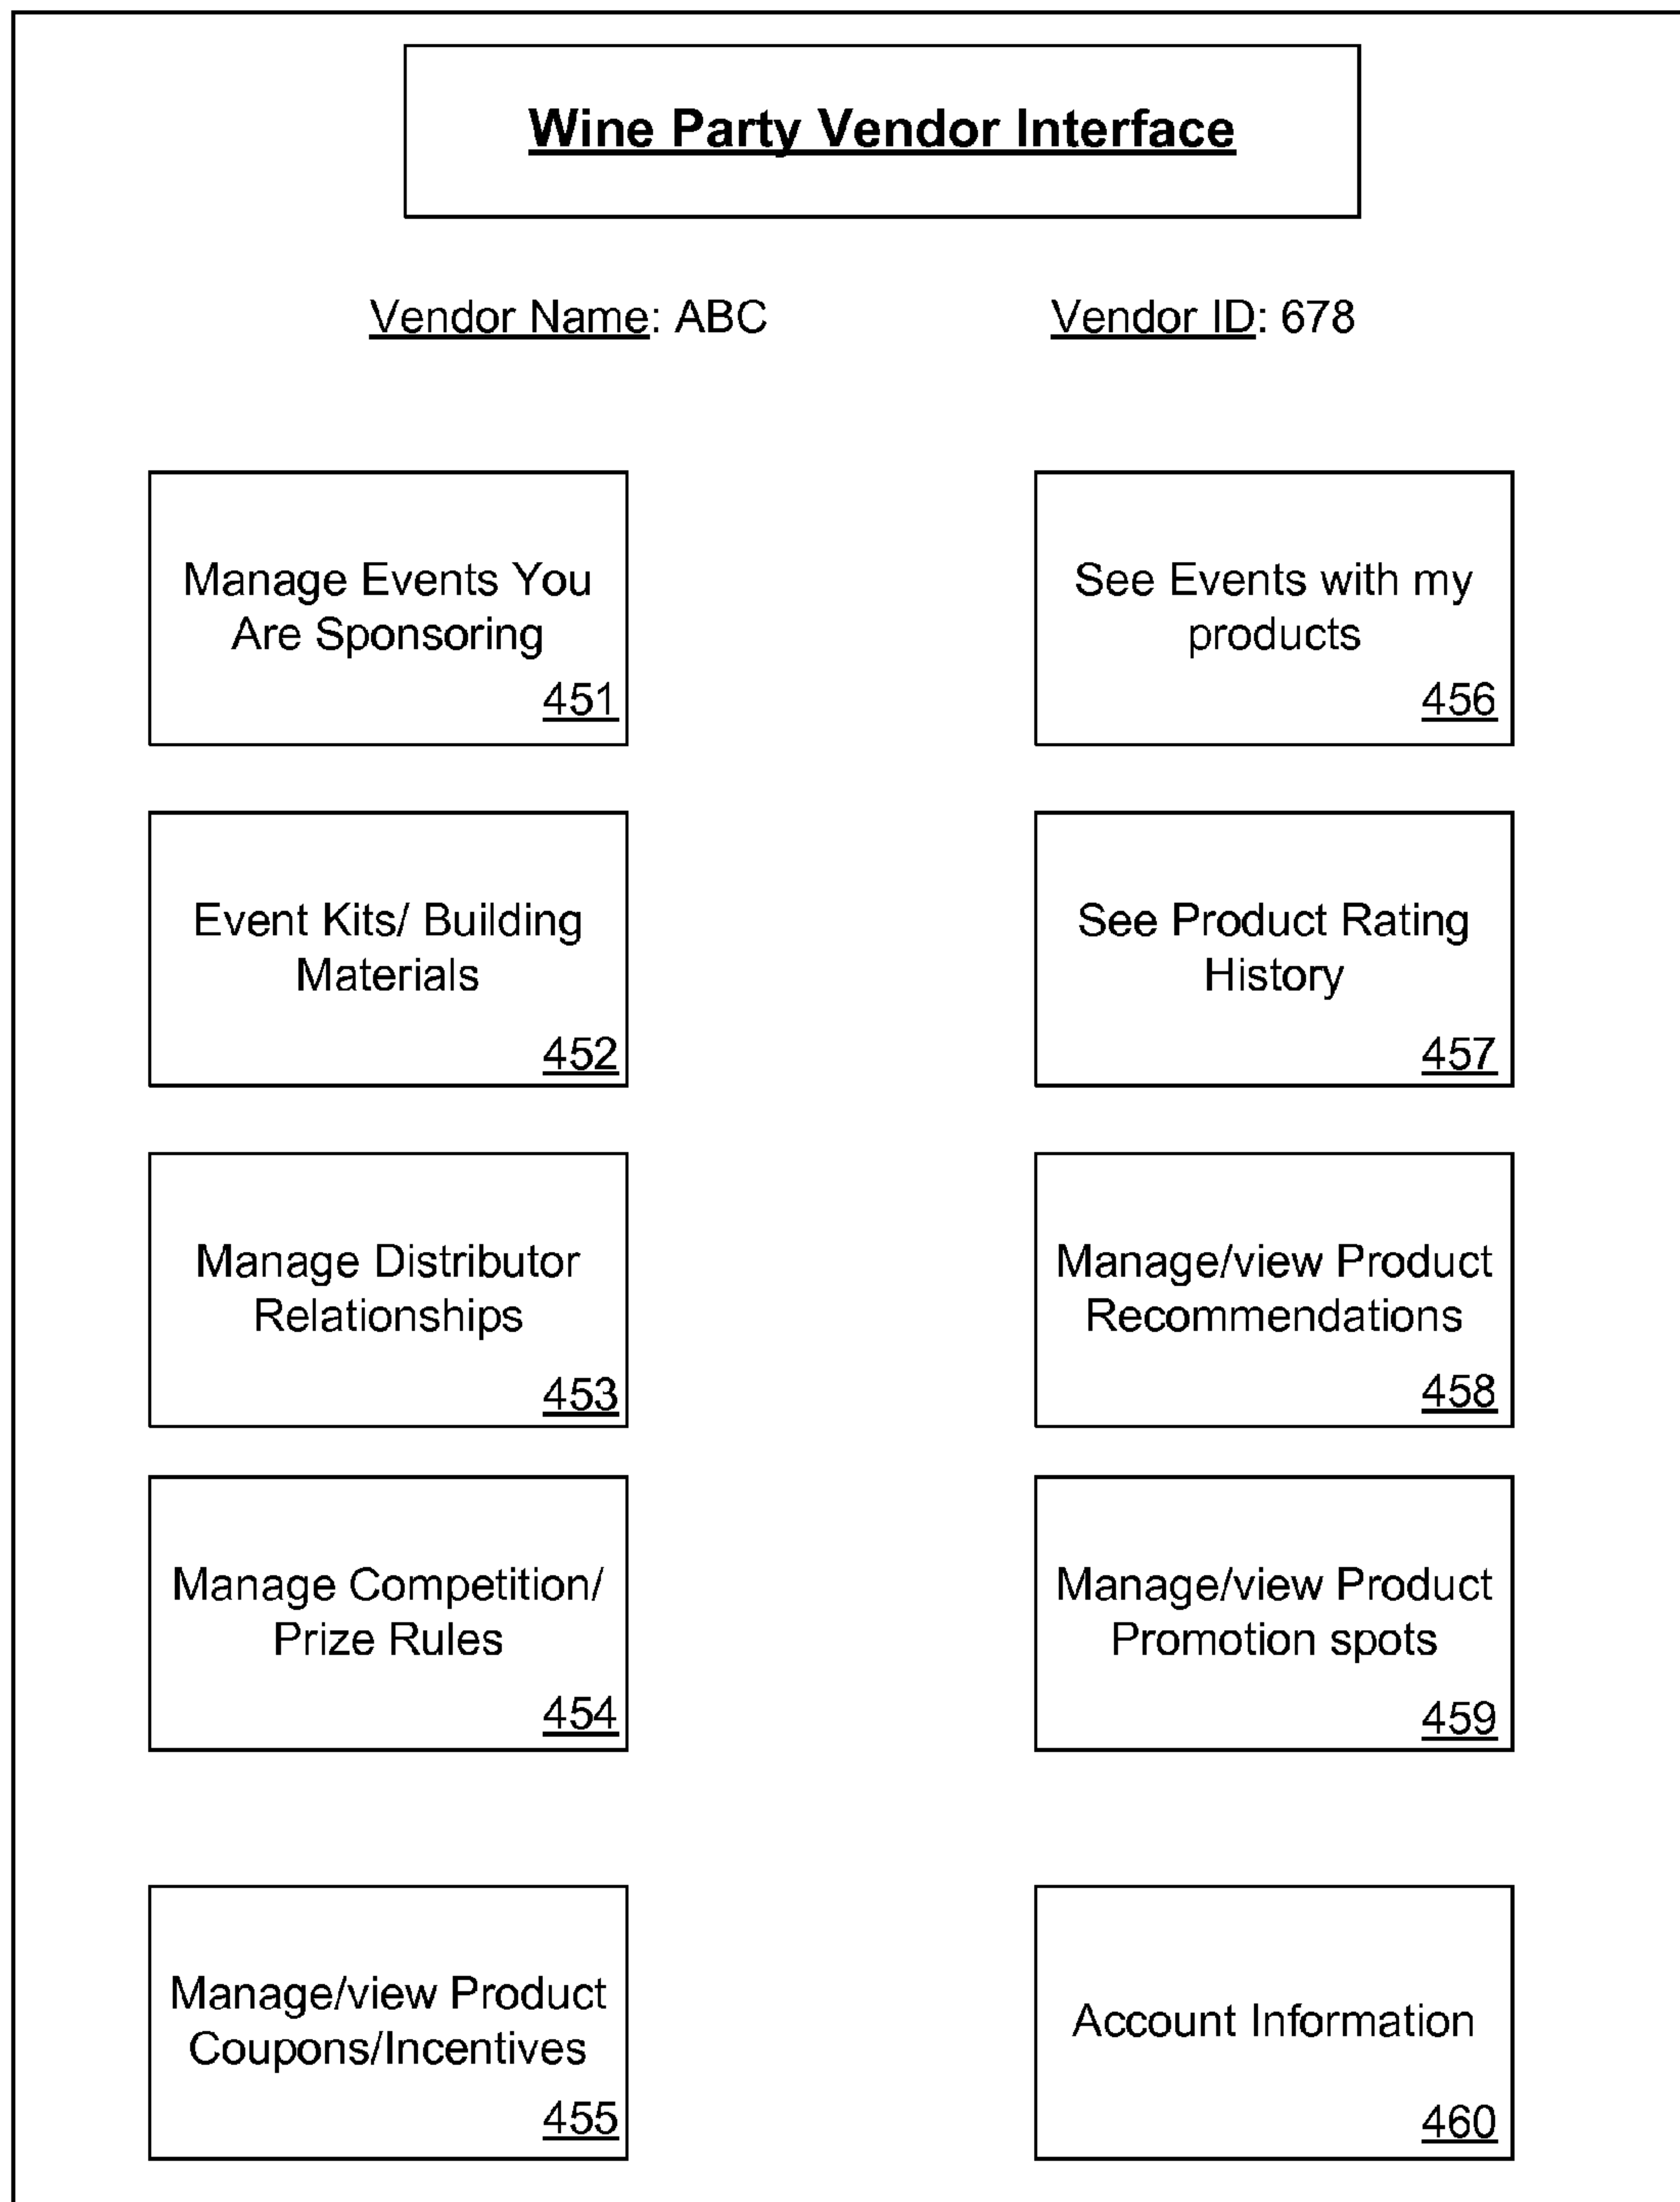 Wine Party Vendor Interface
Vendor Name: ABC
Vendor ID: 678
Manage Events You
Are Sponsoring
451
See Events with my
products
456
Event Kits/ Building
Materials
452
See Product Rating
History
457
Manage Distributor
Relationships
453
Manage/view Product
Recommendations
458
Manage Competition/
Prize Rules
454
Manage/view Product
Promotion spots
459
Manage/view Product
Coupons/Incentives
455
Account Information
460